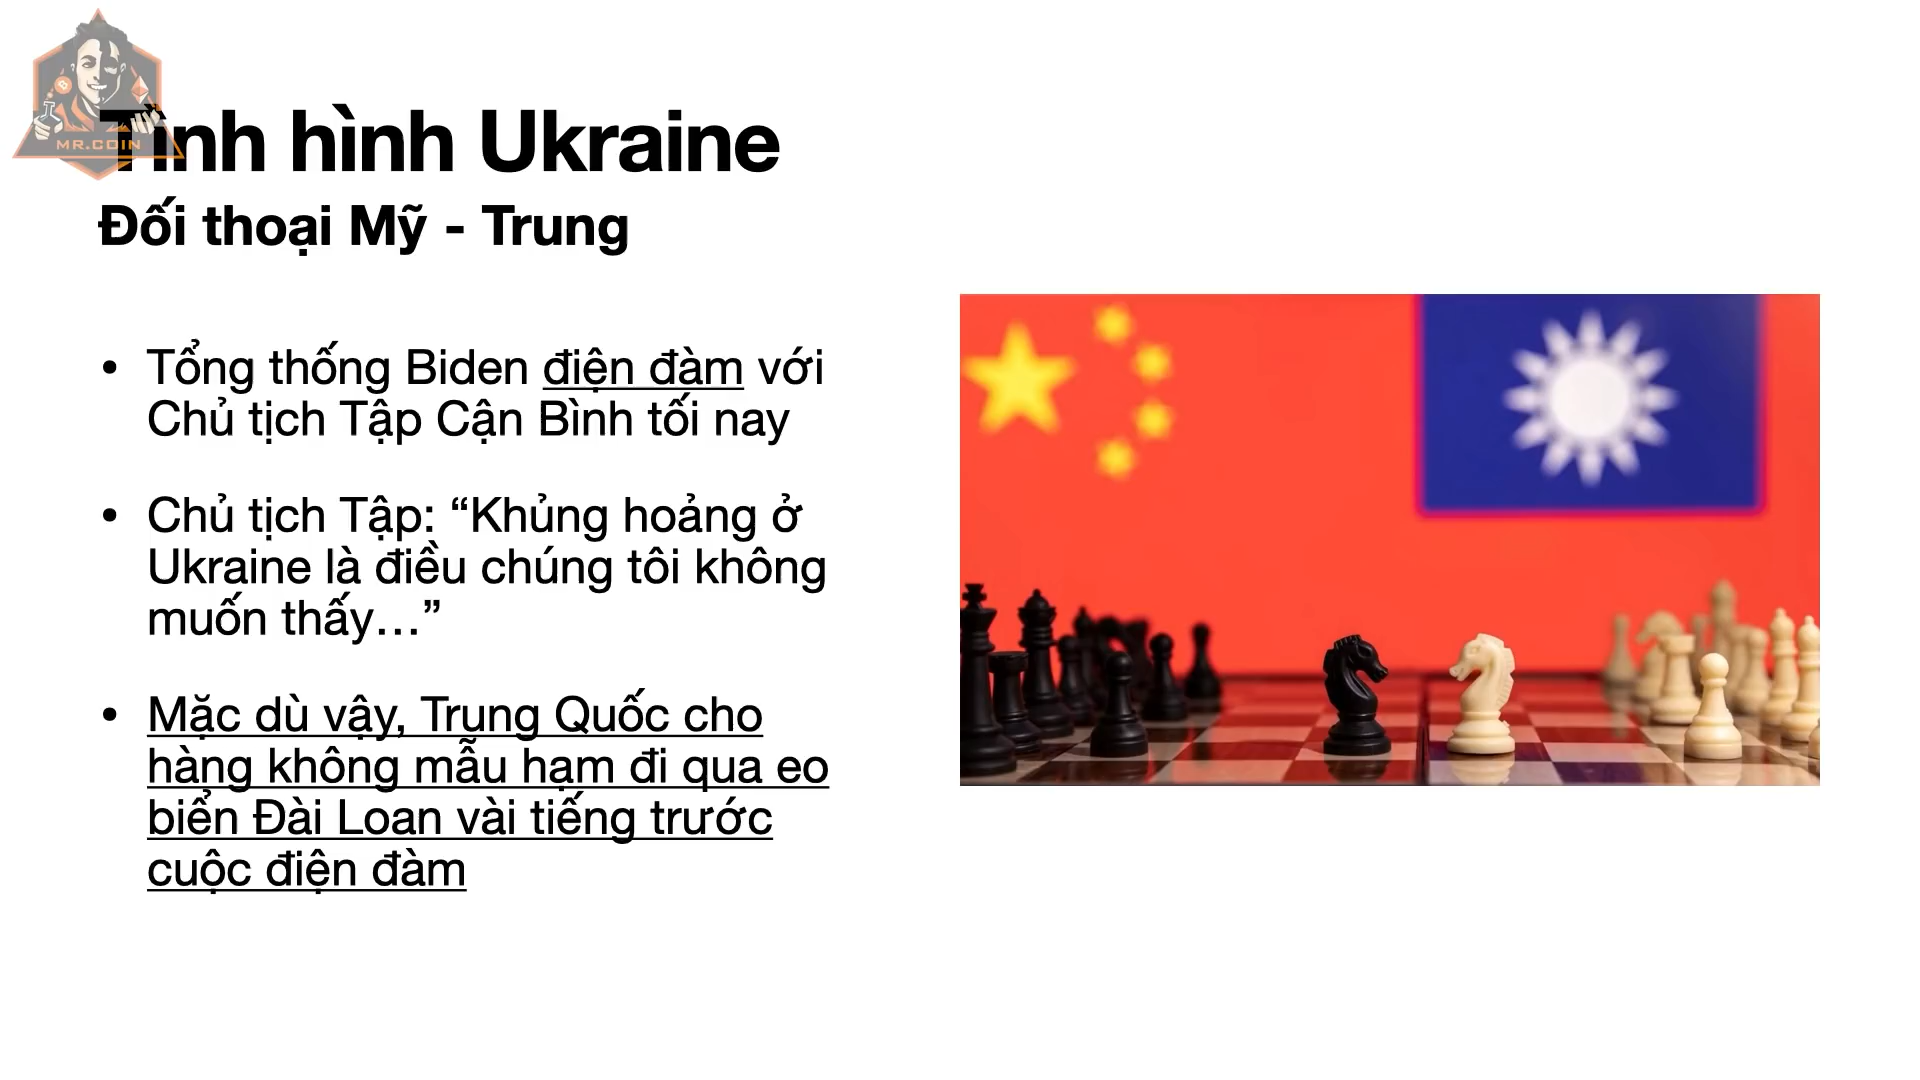 MR.COIN
Tình hình Ukraine
Đối thoại Mỹ - Trung
• Tổng thống Biden điện đàm với
Chủ tịch Tập Cận Bình tối nay
• Chủ tịch Tập: “Khủng hoảng ở
Ukraine là điều chúng tôi không
muốn thấy…”
• Mặc dù vậy, Trung Quốc cho
hàng không mẫu hạm đi qua eo
biển Đài Loan vài tiếng trước
cuộc điện đàm